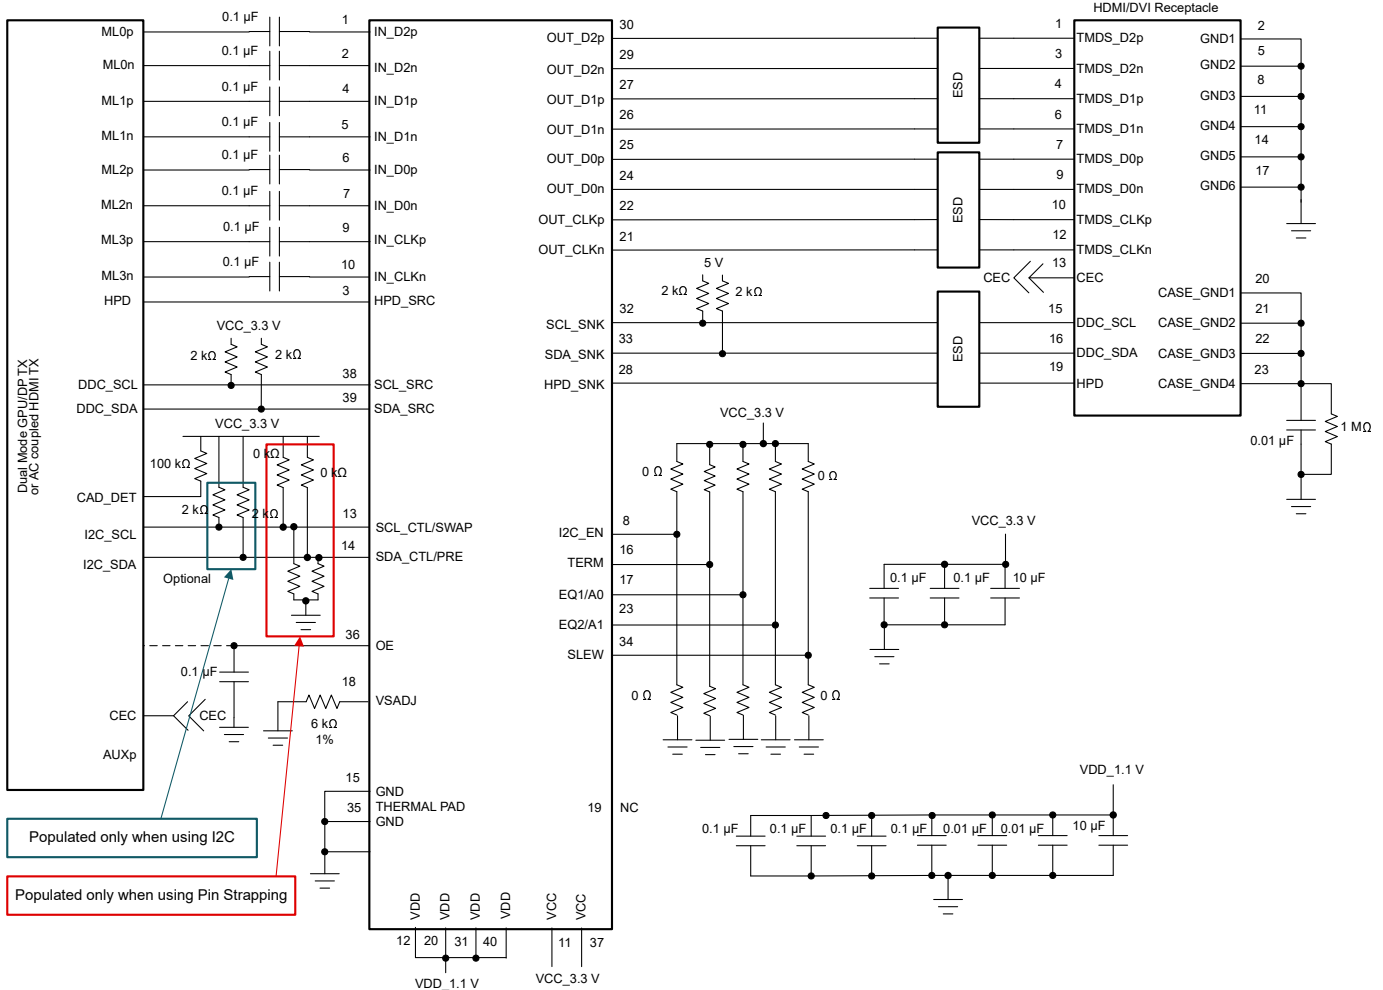 HDMI/DVI Receptacle
ML0p 0.1 µF 1 IN_D2p
ML0n 0.1 µF 2 IN_D2n
ML1p 0.1 µF 4 IN_D1p
ML1n 0.1 µF 5 IN_D1n
ML2p 0.1 µF 6 IN_D0p
ML2n 0.1 µF 7 IN_D0n
ML3p 0.1 µF 9 IN_CLKp
ML3n 0.1 µF 10 IN_CLKn
HPD 3 HPD_SRC
VCC_3.3 V
2 kΩ 2 kΩ
DDC_SCL 38 SCL_SRC
DDC_SDA 39 SDA_SRC
VCC_3.3 V
100 kΩ 0 kΩ 0 kΩ
CAD_DET
2 kΩ 2 kΩ
I2C_SCL 13 SCL_CTL/SWAP
I2C_SDA 14 SDA_CTL/PRE
Optional
36 OE
0.1 µF
18 VSADJ
6 kΩ
1%
CEC CEC
AUXp
Dual Mode GPU/DP TX
or AC coupled HDMI TX
15 GND
THERMAL PAD
35 GND
Populated only when using I2C
Populated only when using Pin Strapping
VDD VDD VDD VDD VCC VCC
12 20 31 40 11 37
VDD_1.1 V
VCC_3.3 V
OUT_D2p 30
OUT_D2n 29
OUT_D1p 27
OUT_D1n 26
OUT_D0p 25
OUT_D0n 24
OUT_CLKp 22
OUT_CLKn 21
5 V
2 kΩ 2 kΩ
SCL_SNK 32
SDA_SNK 33
HPD_SNK 28
ESD
ESD
ESD
1 TMDS_D2p
3 TMDS_D2n
4 TMDS_D1p
6 TMDS_D1n
7 TMDS_D0p
9 TMDS_D0n
10 TMDS_CLKp
12 TMDS_CLKn
CEC 13 CEC
15 DDC_SCL
16 DDC_SDA
19 HPD
GND1 2
GND2 5
GND3 8
GND4 11
GND5 14
GND6 17
CASE_GND1 20
CASE_GND2 21
CASE_GND3 22
CASE_GND4 23
0.01 µF 1 MΩ
VCC_3.3 V
0 Ω 0 Ω
I2C_EN 8
TERM 16
EQ1/A0 17
EQ2/A1 23
SLEW 34
0 Ω 0 Ω
19 NC
VCC_3.3 V
0.1 µF 0.1 µF 10 µF
VDD_1.1 V
0.1 µF 0.1 µF 0.1 µF 0.1 µF 0.01 µF 0.01 µF 10 µF